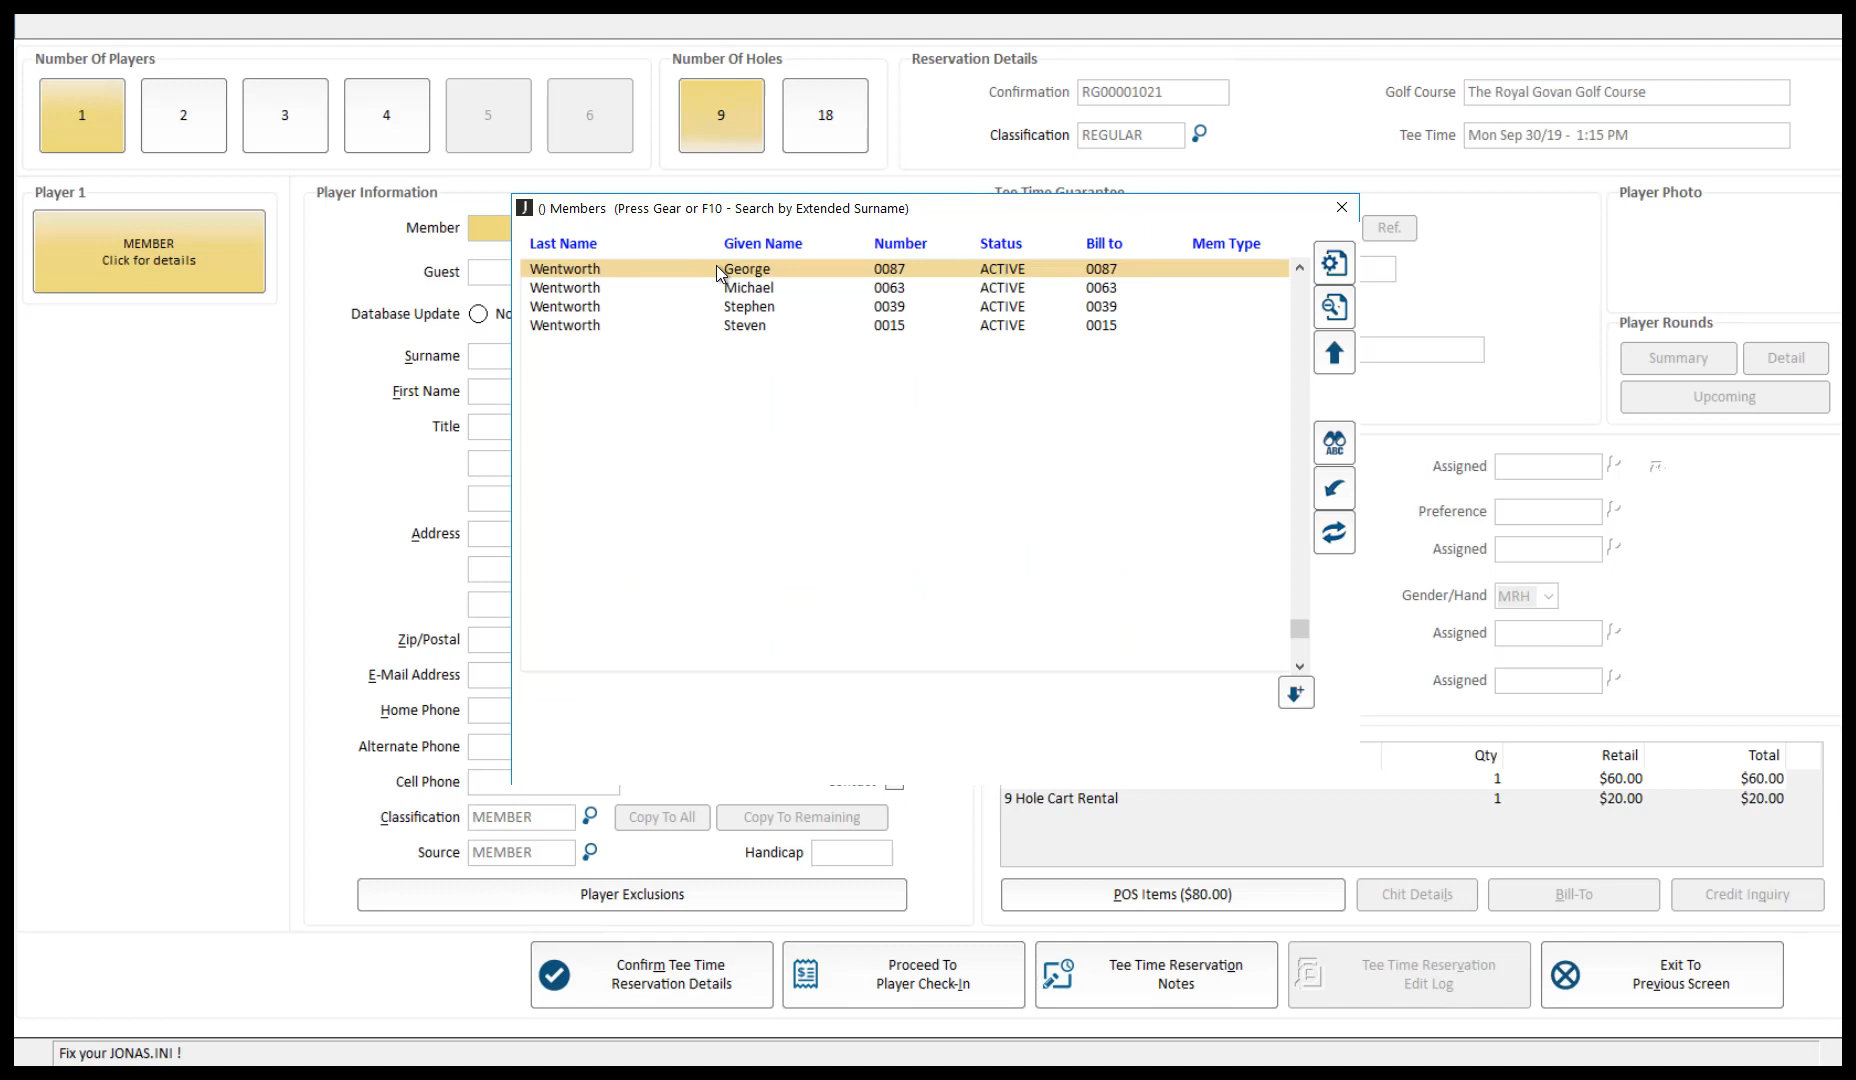 Number Of Players
1 2 3 4 5 6
Number Of Holes
9 18
Reservation Details
Confirmation RG00001021
Golf Course The Royal Govan Golf Course
Classification REGULAR
Tee Time Mon Sep 30/19 - 1:15 PM
Player 1
MEMBER
Click for details
Player Information
Member
Guest
Database Update No
Surname
First Name
Title
Address
Zip/Postal
E-Mail Address
Home Phone
Alternate Phone
Cell Phone
Classification MEMBER Copy To All Copy To Remaining
Source MEMBER Handicap
Player Exclusions
Tee Time Guarantee
J () Members (Press Gear or F10 - Search by Extended Surname)
Last Name Given Name Number Status Bill to Mem Type
Wentworth George 0087 ACTIVE 0087
Wentworth Michael 0063 ACTIVE 0063
Wentworth Stephen 0039 ACTIVE 0039
Wentworth Steven 0015 ACTIVE 0015
ABC
Ref.
Player Photo
Player Rounds
Summary Detail
Upcoming
Assigned
Preference
Assigned
Gender/Hand MRH
Assigned
Assigned
Qty Retail Total
1 $60.00 $60.00
9 Hole Cart Rental 1 $20.00 $20.00
POS Items ($80.00) Chit Details Bill-To Credit Inquiry
Confirm Tee Time
Reservation Details
Proceed To
Player Check-In
Tee Time Reservation
Notes
Tee Time Reservation
Edit Log
Exit To
Previous Screen
Fix your JONAS.INI !